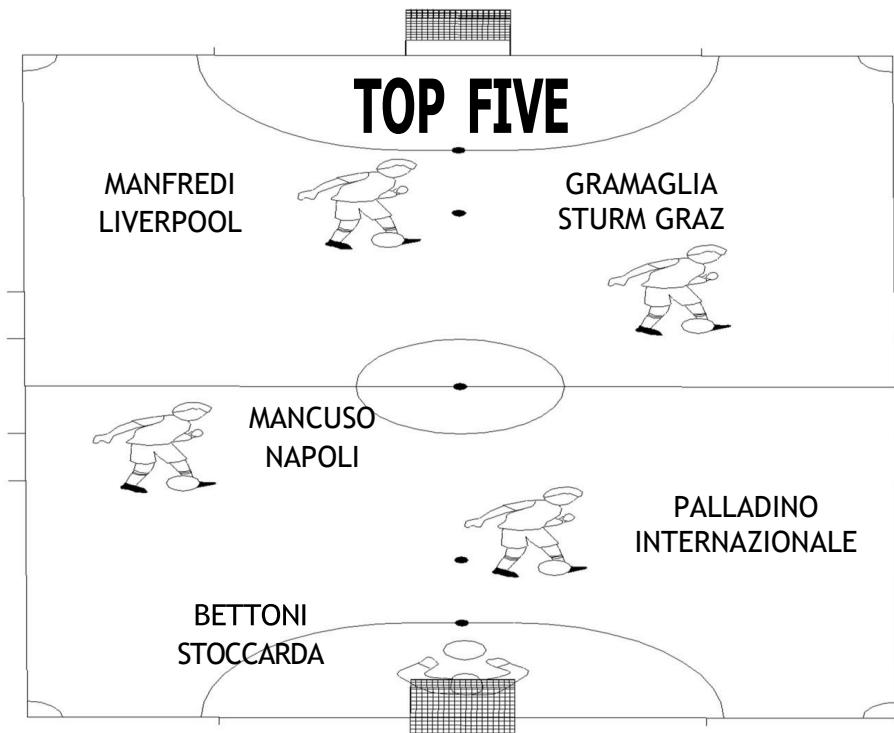 TOP FIVE
MANFREDI
LIVERPOOL
GRAMAGLIA
STURM GRAZ
MANCUSO
NAPOLI
PALLADINO
INTERNAZIONALE
BETTONI
STOCCARDA